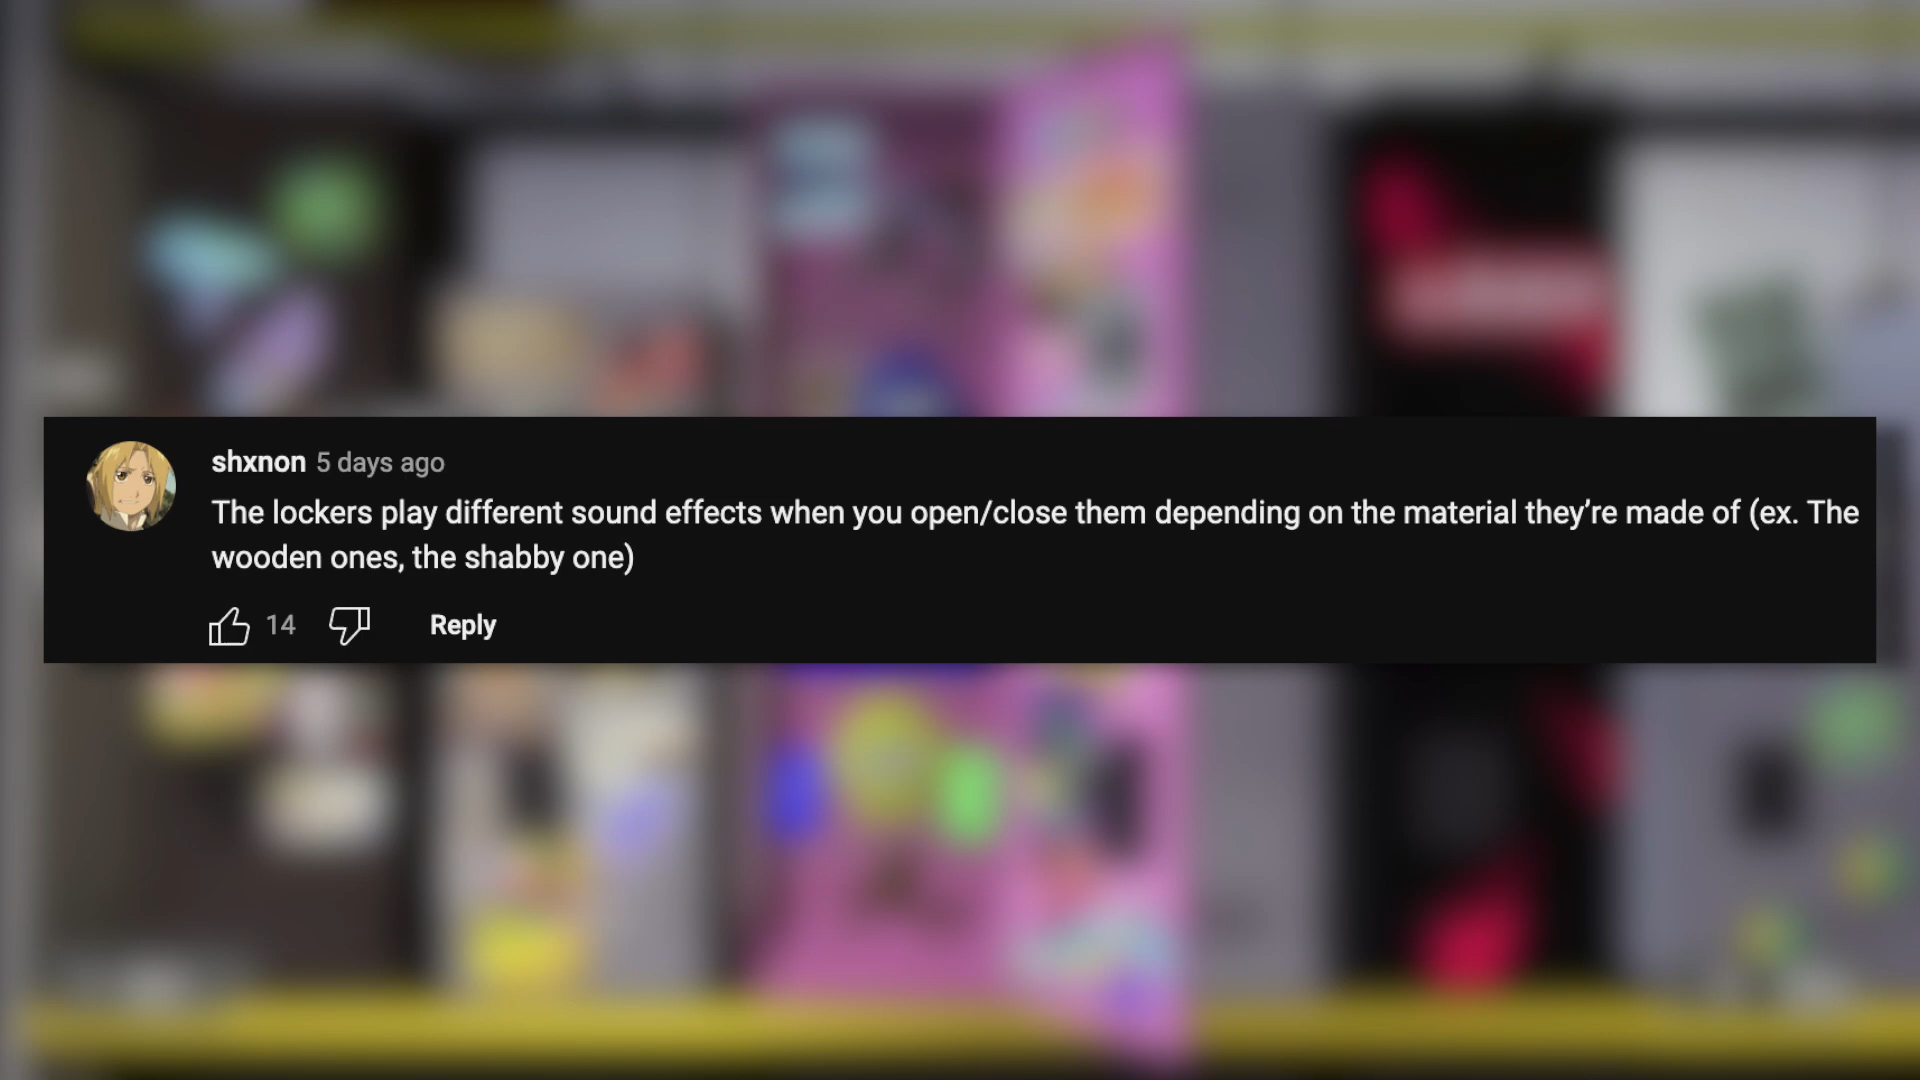 shxnon 5 days ago
The lockers play different sound effects when you open/close them depending on the material they’re made of (ex. The
wooden ones, the shabby one)
14 Reply